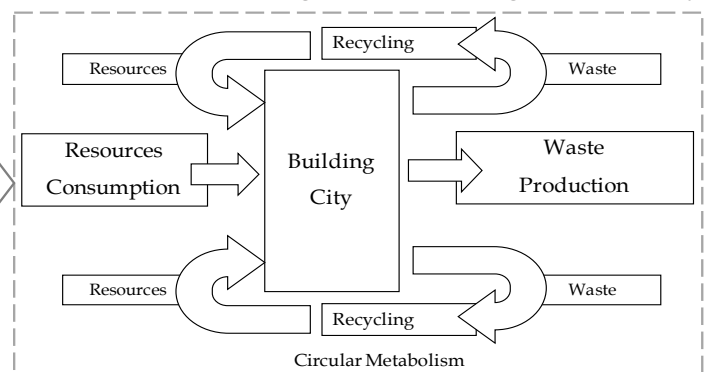 Recycling
Resources
Waste
Resources
Consumption
Building
City
Waste
Production
Resources
Waste
Recycling
Circular Metabolism